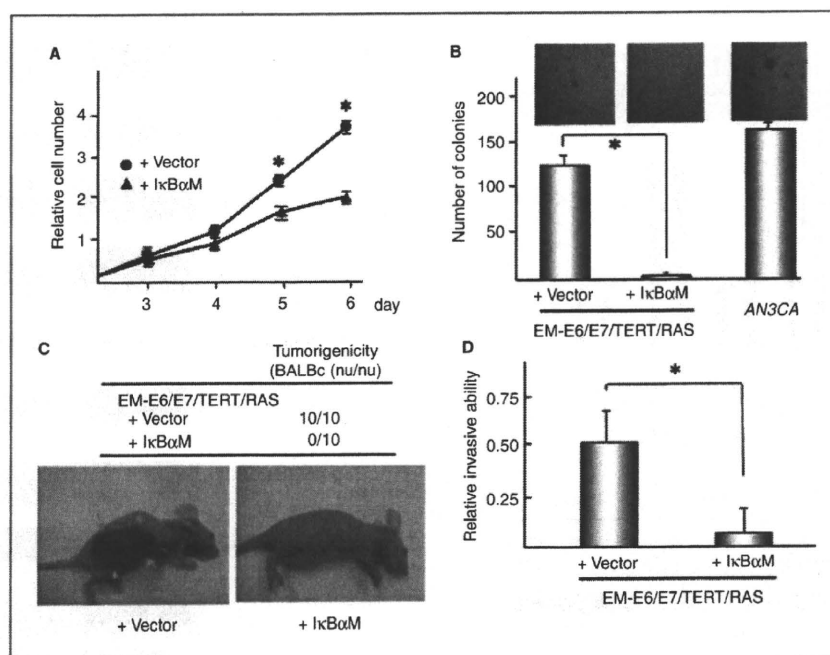 A
Relative cell number
4
3
2
1
+ Vector
+ IκBαM
*
*
3 4 5 6 day
B
Number of colonies
200
150
100
50
*
+ Vector + IκBαM
EM-E6/E7/TERT/RAS
AN3CA
C
Tumorigenicity
(BALBc (nu/nu)
EM-E6/E7/TERT/RAS
+ Vector 10/10
+ IκBαM 0/10
+ Vector + IκBαM
D
Relative invasive ability
0.75
0.50
0.25
*
+ Vector + IκBαM
EM-E6/E7/TERT/RAS